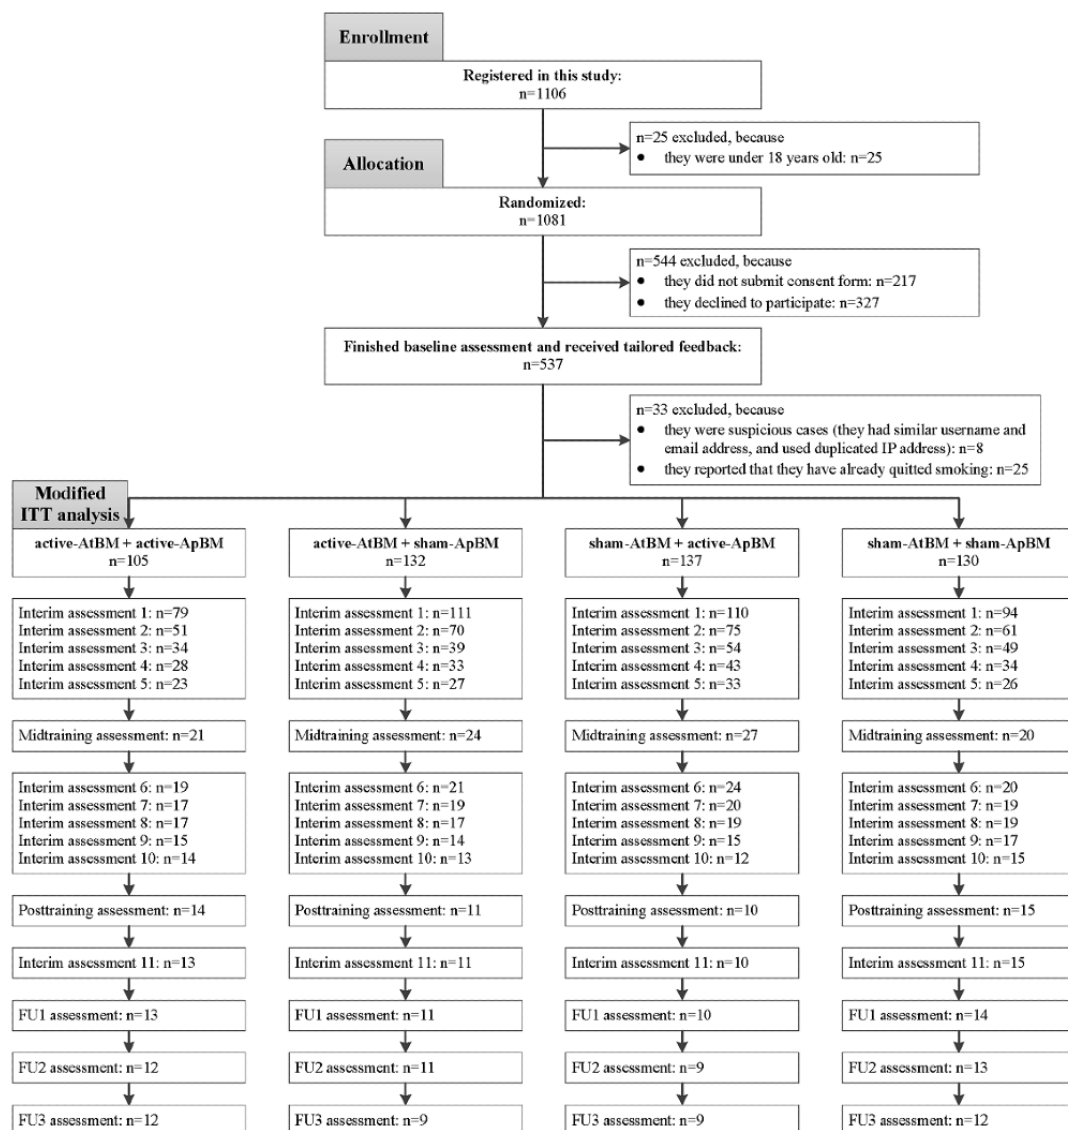 Enrollment
Registered in this study:
n=1106
n=25 excluded, because
• they were under 18 years old: n=25
Allocation
Randomized:
n=1081
n=544 excluded, because
• they did not submit consent form: n=217
• they declined to participate: n=327
Finished baseline assessment and received tailored feedback:
n=537
n=33 excluded, because
• they were suspicious cases (they had similar username and
email address, and used duplicated IP address): n=8
• they reported that they have already quitted smoking: n=25
Modified
ITT analysis
active-AtBM + active-ApBM
n=105
active-AtBM + sham-ApBM
n=132
sham-AtBM + active-ApBM
n=137
sham-AtBM + sham-ApBM
n=130
Interim assessment 1: n=79
Interim assessment 2: n=51
Interim assessment 3: n=34
Interim assessment 4: n=28
Interim assessment 5: n=23
Interim assessment 1: n=111
Interim assessment 2: n=70
Interim assessment 3: n=39
Interim assessment 4: n=33
Interim assessment 5: n=27
Interim assessment 1: n=110
Interim assessment 2: n=75
Interim assessment 3: n=54
Interim assessment 4: n=43
Interim assessment 5: n=33
Interim assessment 1: n=94
Interim assessment 2: n=61
Interim assessment 3: n=49
Interim assessment 4: n=34
Interim assessment 5: n=26
Midtraining assessment: n=21
Midtraining assessment: n=24
Midtraining assessment: n=27
Midtraining assessment: n=20
Interim assessment 6: n=19
Interim assessment 7: n=17
Interim assessment 8: n=17
Interim assessment 9: n=15
Interim assessment 10: n=14
Interim assessment 6: n=21
Interim assessment 7: n=19
Interim assessment 8: n=17
Interim assessment 9: n=14
Interim assessment 10: n=13
Interim assessment 6: n=24
Interim assessment 7: n=20
Interim assessment 8: n=19
Interim assessment 9: n=15
Interim assessment 10: n=12
Interim assessment 6: n=20
Interim assessment 7: n=19
Interim assessment 8: n=19
Interim assessment 9: n=17
Interim assessment 10: n=15
Posttraining assessment: n=14
Posttraining assessment: n=11
Posttraining assessment: n=10
Posttraining assessment: n=15
Interim assessment 11: n=13
Interim assessment 11: n=11
Interim assessment 11: n=10
Interim assessment 11: n=15
FU1 assessment: n=13
FU1 assessment: n=11
FU1 assessment: n=10
FU1 assessment: n=14
FU2 assessment: n=12
FU2 assessment: n=11
FU2 assessment: n=9
FU2 assessment: n=13
FU3 assessment: n=12
FU3 assessment: n=9
FU3 assessment: n=9
FU3 assessment: n=12